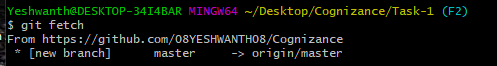 Yeshwanth@DESKTOP-34I4BAR MINGW64 ~/Desktop/Cognizance/Task-1 (F2)
$ git fetch
From https://github.com/08YESHWANTH08/Cognizance
 * [new branch]      master     -> origin/master